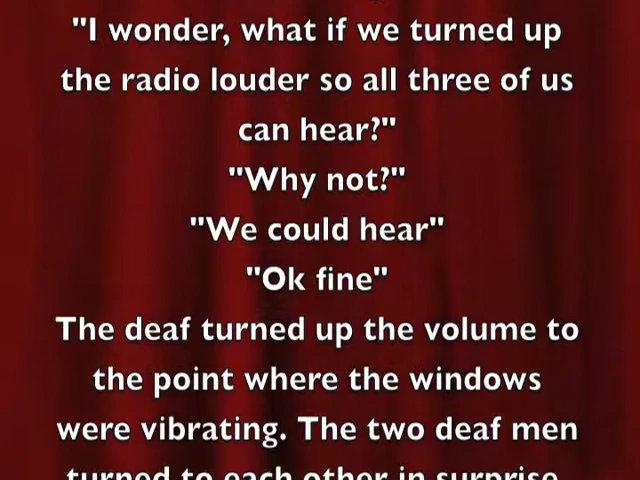 "I wonder, what if we turned up
the radio louder so all three of us
can hear?"
"Why not?"
"We could hear"
"Ok fine"
The deaf turned up the volume to
the point where the windows
were vibrating. The two deaf men
turned to each other in surprise